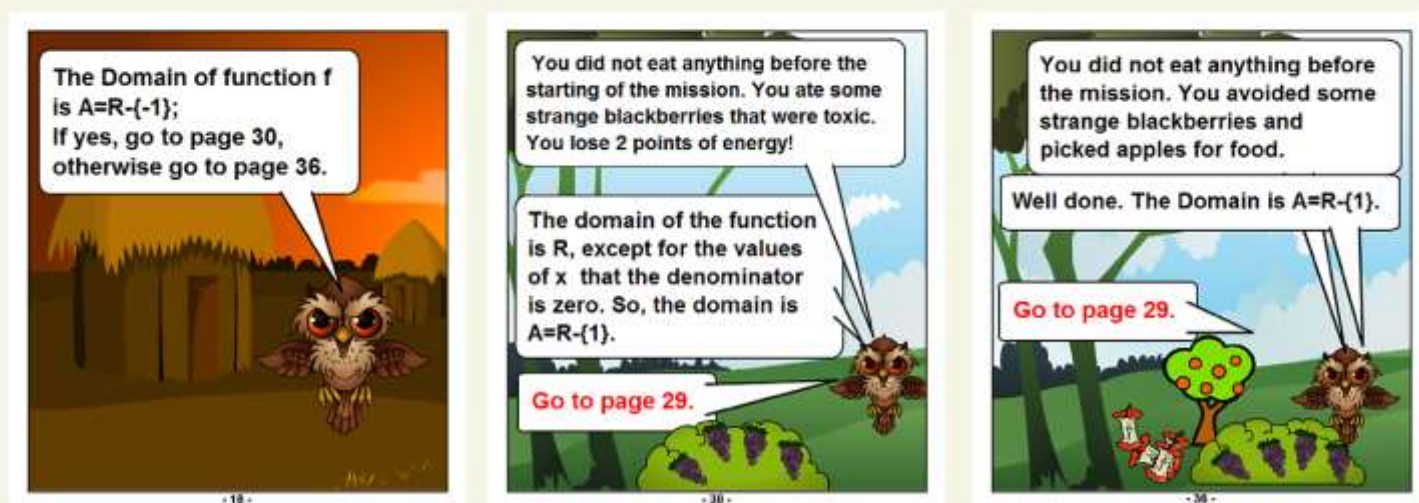 The Domain of function f
is A=R-{-1};
If yes, go to page 30,
otherwise go to page 36.
- 18 -
You did not eat anything before the
starting of the mission. You ate some
strange blackberries that were toxic.
You lose 2 points of energy!
The domain of the function
is R, except for the values
of x that the denominator
is zero. So, the domain is
A=R-{1}.
Go to page 29.
- 30 -
You did not eat anything before
the mission. You avoided some
strange blackberries and
picked apples for food.
Well done. The Domain is A=R-{1}.
Go to page 29.
- 36 -